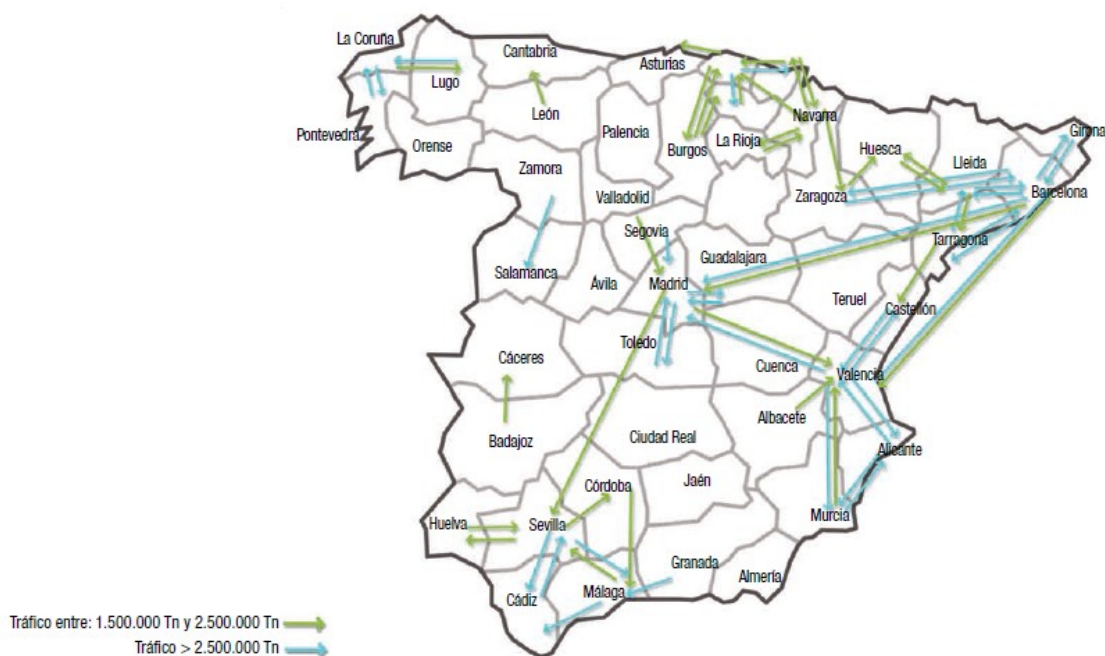 La Coruña
Cantabria
Asturias
Lugo
León
Navarra
Girona
Pontevedra
Orense
Palencia
Burgos
La Rioja
Huesca
Lleida
Zamora
Valladolid
Zaragoza
Barcelona
Segovia
Tarragona
Salamanca
Ávila
Madrid
Guadalajara
Teruel
Castellón
Toledo
Cáceres
Cuenca
Valencia
Albacete
Badajoz
Ciudad Real
Alicante
Jaén
Córdoba
Murcia
Huelva
Sevilla
Granada
Almería
Cádiz
Málaga
Tráfico entre: 1.500.000 Tn y 2.500.000 Tn
Tráfico > 2.500.000 Tn